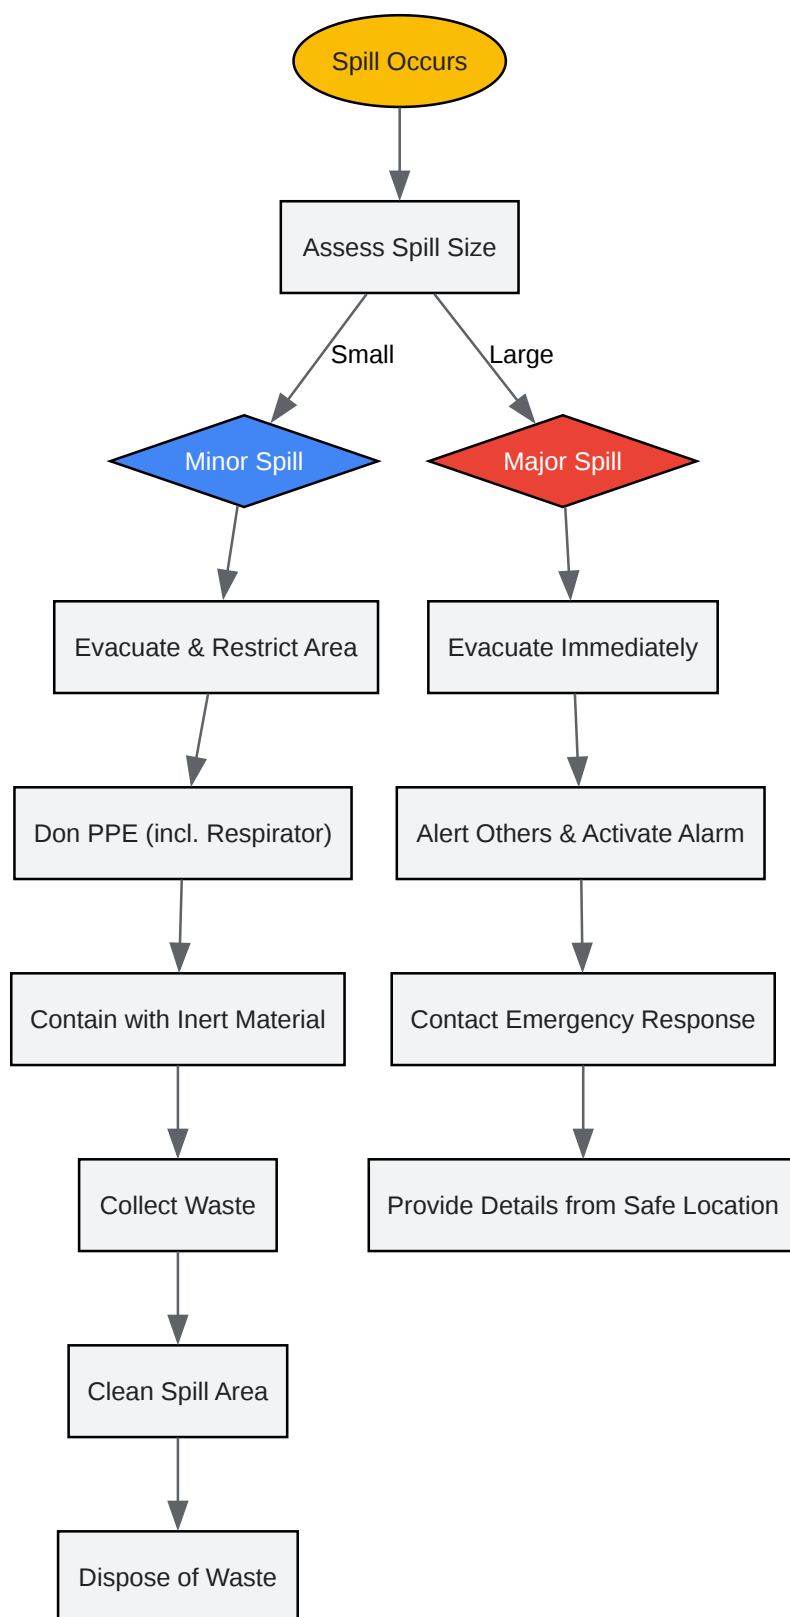 Spill Occurs
Assess Spill Size
Small
Large
Minor Spill
Major Spill
Evacuate & Restrict Area
Evacuate Immediately
Don PPE (incl. Respirator)
Alert Others & Activate Alarm
Contain with Inert Material
Contact Emergency Response
Collect Waste
Provide Details from Safe Location
Clean Spill Area
Dispose of Waste